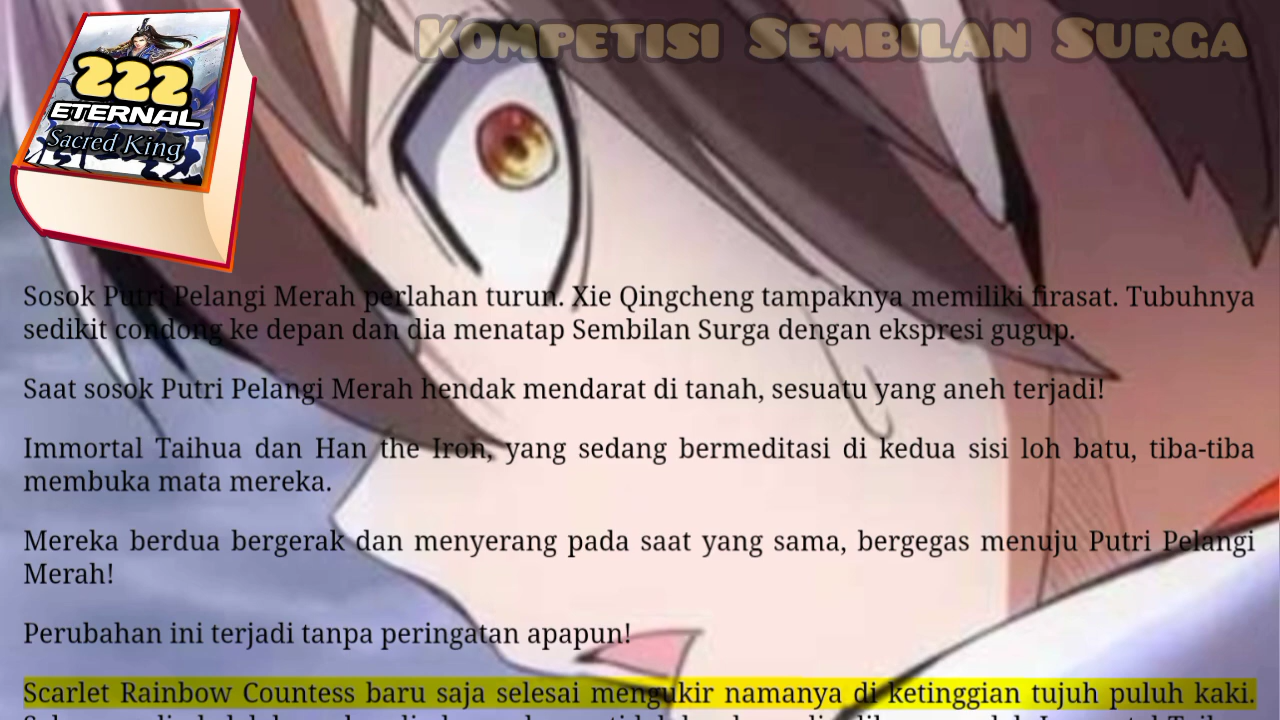 Kompetisi Sembilan Surga
222
ETERNAL
Sacred King
Sosok Putri Pelangi Merah perlahan turun. Xie Qingcheng tampaknya memiliki firasat. Tubuhnya
sedikit condong ke depan dan dia menatap Sembilan Surga dengan ekspresi gugup.
Saat sosok Putri Pelangi Merah hendak mendarat di tanah, sesuatu yang aneh terjadi!
Immortal Taihua dan Han the Iron, yang sedang bermeditasi di kedua sisi loh batu, tiba-tiba
membuka mata mereka.
Mereka berdua bergerak dan menyerang pada saat yang sama, bergegas menuju Putri Pelangi
Merah!
Perubahan ini terjadi tanpa peringatan apapun!
Scarlet Rainbow Countess baru saja selesai mengukir namanya di ketinggian tujuh puluh kaki.